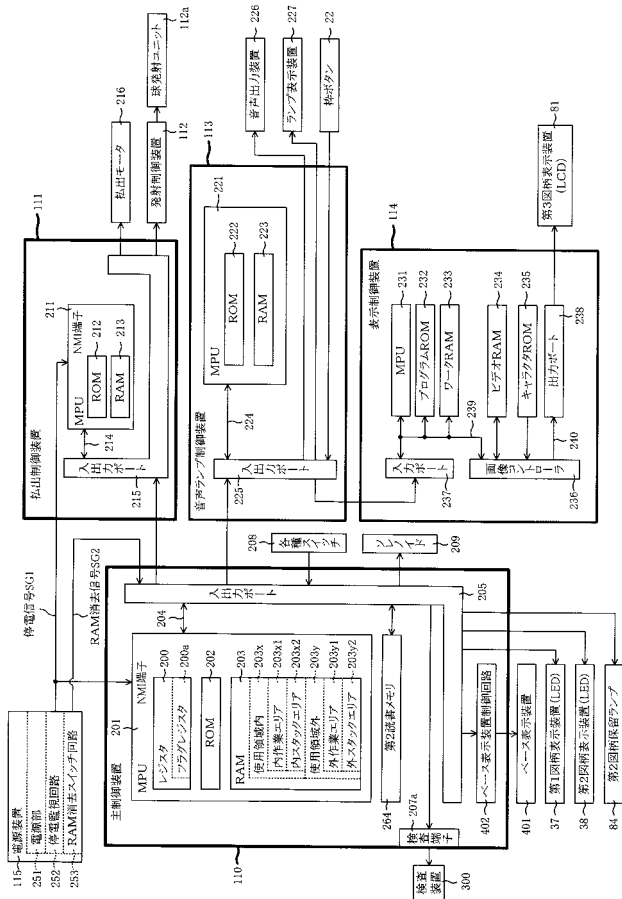 電源装置
電源部
停電監視回路
RAM消去スイッチ回路
115
251
252
253
停電信号SG1
RAM消去信号SG2
主制御装置
110
MPU
201
NMI端子
レジスタ
200
フラグレジスタ
200a
ROM
202
RAM
203
使用領域内
203x
内作業エリア
203x1
内スタックエリア
203x2
使用領域外
203y
外作業エリア
203y1
外スタックエリア
203y2
204
入出力ポート
205
第2読書メモリ
264
検査端子
207a
検査装置
300
各種スイッチ
208
ソレノイド
209
ベース表示装置制御回路
402
ベース表示装置
401
第1図柄表示装置(LED)
37
第2図柄表示装置(LED)
38
第2図柄保留ランプ
84
払出制御装置
111
MPU
211
NMI端子
ROM
212
RAM
213
214
入出力ポート
215
払出モータ
216
発射制御装置
112
球発射ユニット
112a
音声ランプ制御装置
113
MPU
221
ROM
222
RAM
223
224
入出力ポート
225
音声出力装置
226
ランプ表示装置
227
枠ボタン
22
表示制御装置
114
MPU
231
プログラムROM
232
ワークRAM
233
ビデオRAM
234
キャラクタROM
235
出力ポート
238
239
240
入力ポート
237
画像コントローラ
236
第3図柄表示装置
(LCD)
81